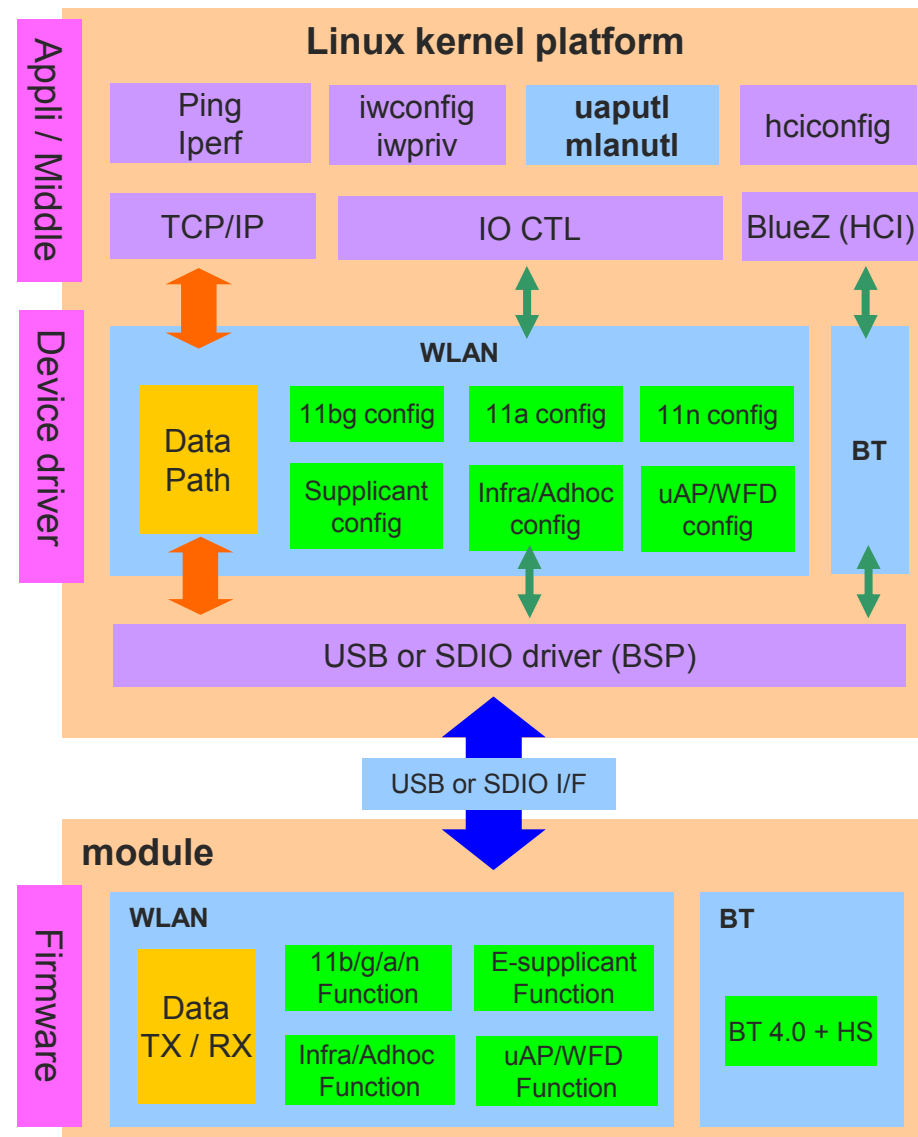 Linux kernel platform
Appli / Middle
Ping
Iperf
iwconfig
iwpriv
uaputl
mlanutl
hciconfig
TCP/IP
IO CTL
BlueZ (HCI)
Device driver
WLAN
Data
Path
11bg config
11a config
11n config
Supplicant
config
Infra/Adhoc
config
uAP/WFD
config
BT
USB or SDIO driver (BSP)
USB or SDIO I/F
module
Firmware
WLAN
Data
TX / RX
11b/g/a/n
Function
E-supplicant
Function
Infra/Adhoc
Function
uAP/WFD
Function
BT
BT 4.0 + HS